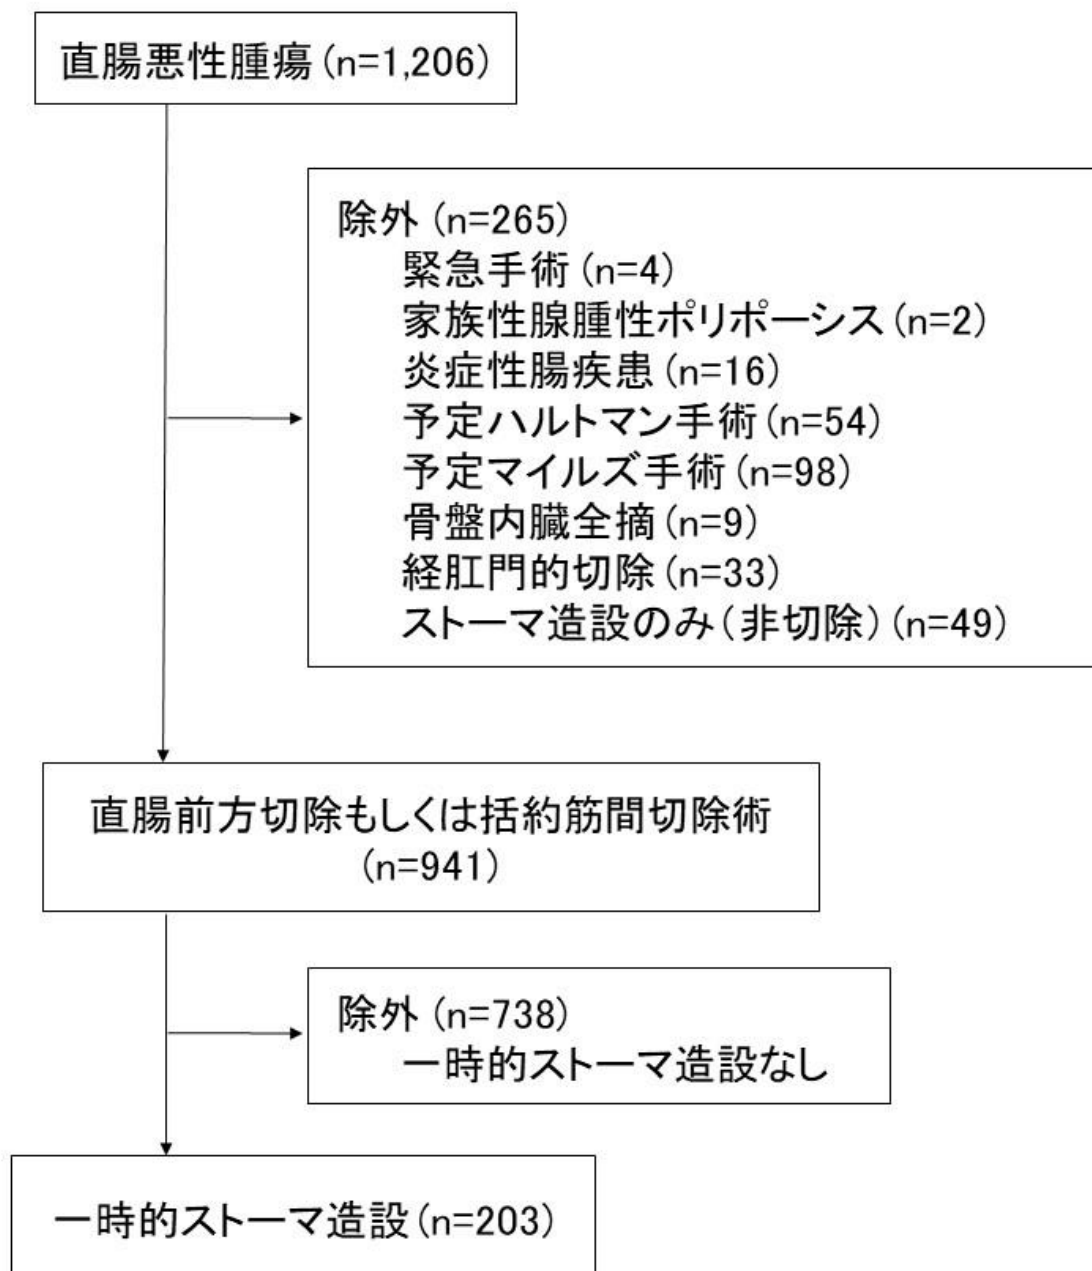 直腸悪性腫瘍 (n=1,206)
除外 (n=265)
緊急手術 (n=4)
家族性腺腫性ポリポーシス (n=2)
炎症性腸疾患 (n=16)
予定ハルトマン手術 (n=54)
予定マイルズ手術 (n=98)
骨盤内臓全摘 (n=9)
経肛門的切除 (n=33)
ストーマ造設のみ（非切除） (n=49)
直腸前方切除もしくは括約筋間切除術
(n=941)
除外 (n=738)
一時的ストーマ造設なし
一時的ストーマ造設 (n=203)